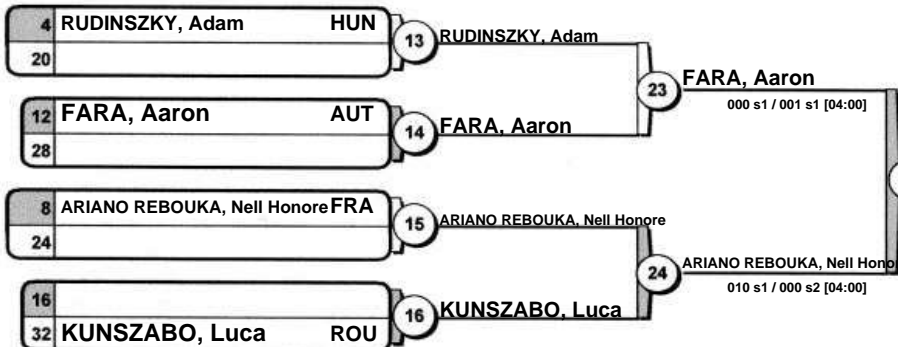 4 RUDINSZKY, Adam HUN
20
13
RUDINSZKY, Adam
12 FARA, Aaron AUT
28
14
FARA, Aaron
23
FARA, Aaron
000 s1 / 001 s1 [04:00]
8 ARIANO REBOUKA, Nell Honore FRA
24
15
ARIANO REBOUKA, Nell Honore
16
32 KUNSZABO, Luca ROU
16
KUNSZABO, Luca
24
ARIANO REBOUKA, Nell Hono
010 s1 / 000 s2 [04:00]